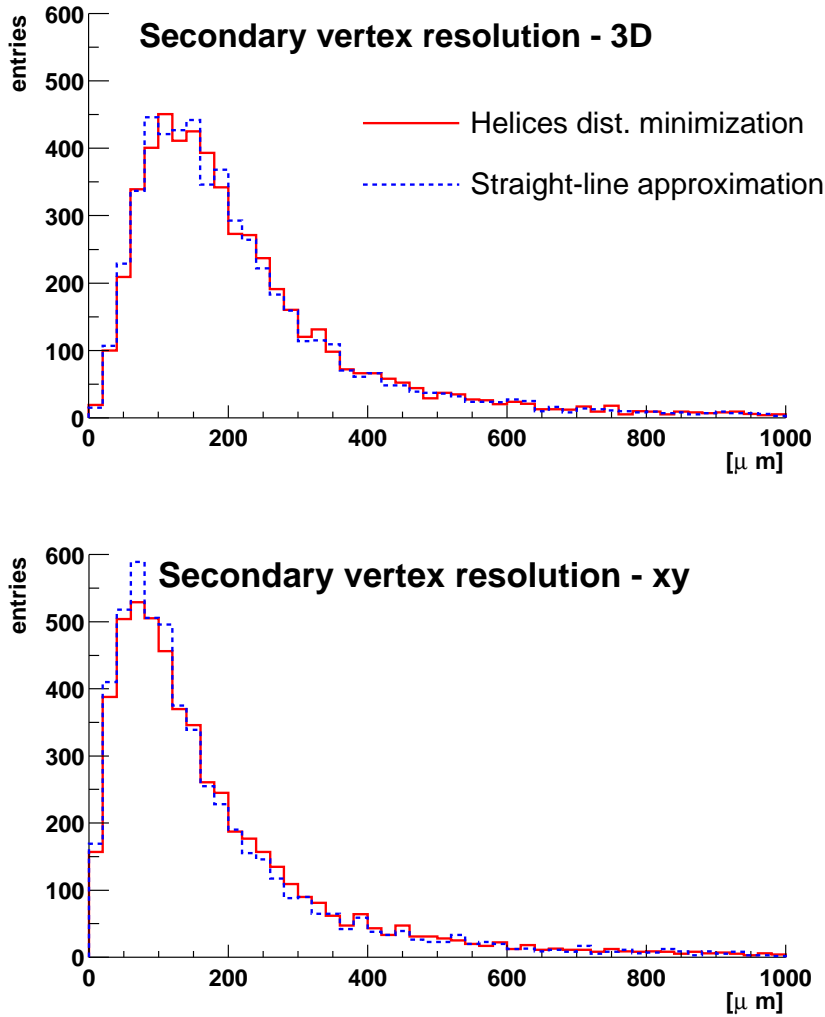 Secondary vertex resolution - 3D
entries
600
500
400
300
200
100
0
Helices dist. minimization
Straight-line approximation
0 200 400 600 800 1000
[μ m]
Secondary vertex resolution - xy
entries
600
500
400
300
200
100
0
0 200 400 600 800 1000
[μ m]